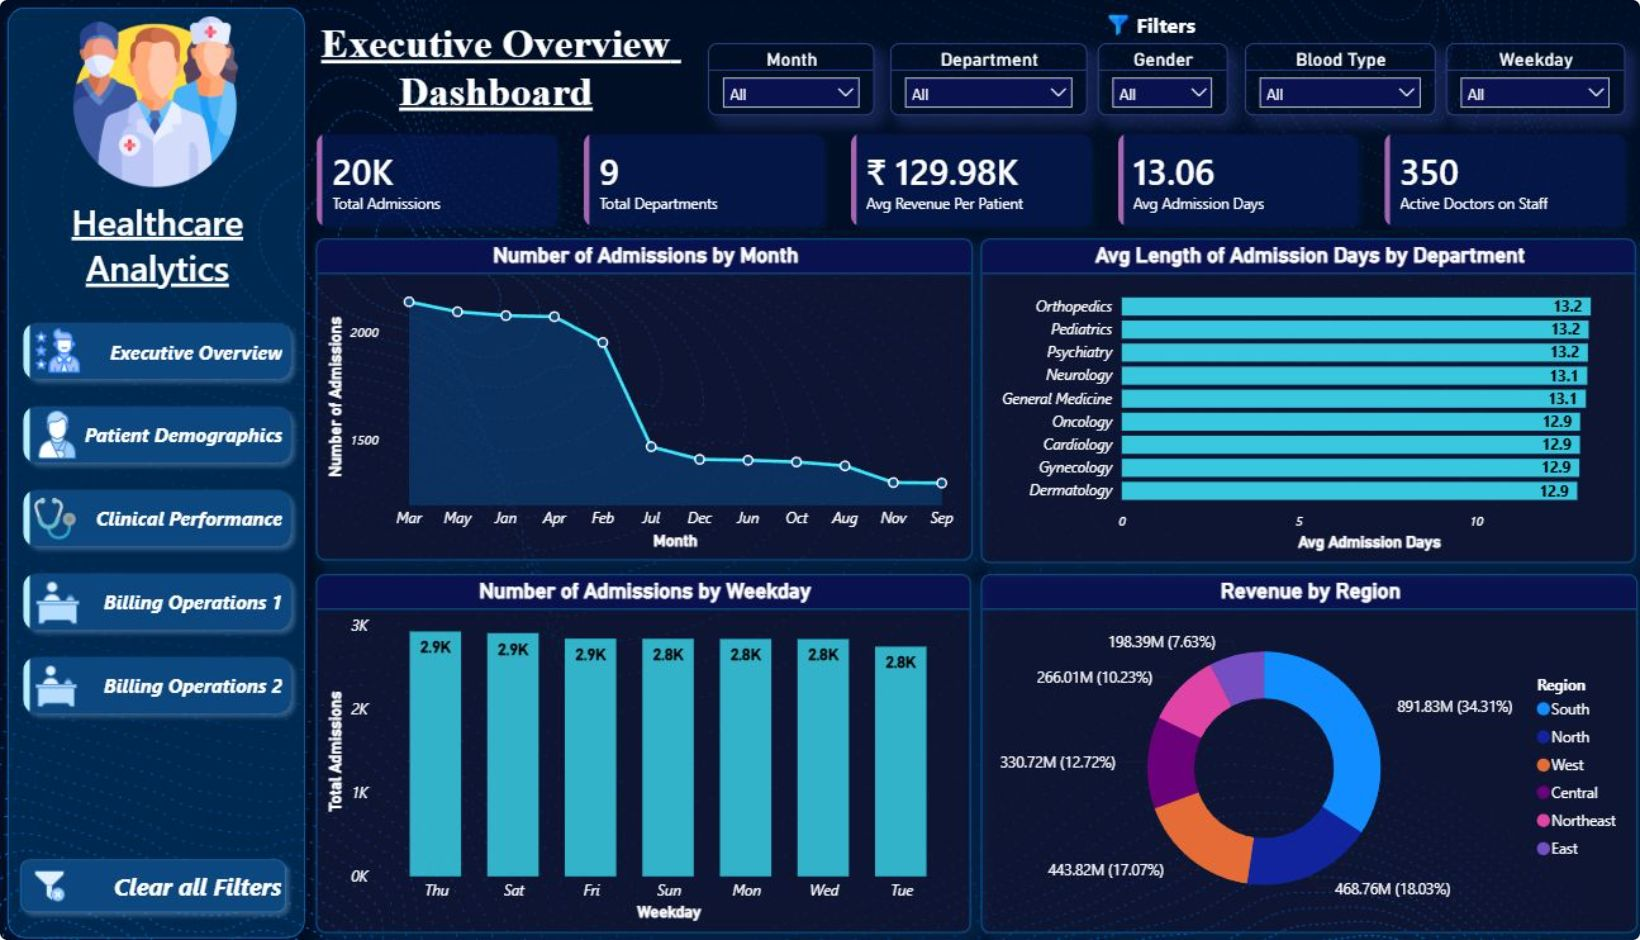 Healthcare
Analytics
Executive Overview
Patient Demographics
Clinical Performance
Billing Operations 1
Billing Operations 2
Clear all Filters
Executive Overview
Dashboard
Filters
Month
All
Department
All
Gender
All
Blood Type
All
Weekday
All
20K
Total Admissions
9
Total Departments
₹ 129.98K
Avg Revenue Per Patient
13.06
Avg Admission Days
350
Active Doctors on Staff
Number of Admissions by Month
Number of Admissions
2000
1500
Mar May Jan Apr Feb Jul Dec Jun Oct Aug Nov Sep
Month
Avg Length of Admission Days by Department
Orthopedics 13.2
Pediatrics 13.2
Psychiatry 13.2
Neurology 13.1
General Medicine 13.1
Oncology 12.9
Cardiology 12.9
Gynecology 12.9
Dermatology 12.9
0 5 10
Avg Admission Days
Number of Admissions by Weekday
Total Admissions
3K
2K
1K
0K
2.9K 2.9K 2.9K 2.8K 2.8K 2.8K 2.8K
Thu Sat Fri Sun Mon Wed Tue
Weekday
Revenue by Region
198.39M (7.63%)
266.01M (10.23%)
330.72M (12.72%)
443.82M (17.07%)
468.76M (18.03%)
891.83M (34.31%)
Region
South
North
West
Central
Northeast
East